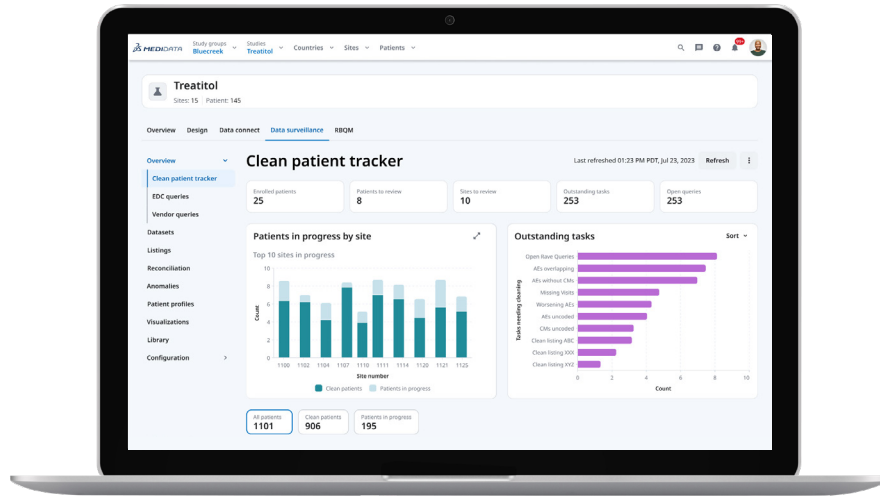 MEDIDATA
Study groups
Bluecreek
Studies
Treatitol
Countries
Sites
Patients
99+
Treatitol
Sites: 15 Patient: 145
Overview Design Data connect Data surveillance RBQM
Overview
Clean patient tracker
EDC queries
Vendor queries
Datasets
Listings
Reconciliation
Anomalies
Patient profiles
Visualizations
Library
Configuration
Clean patient tracker
Last refreshed 01:23 PM PDT, Jul 23, 2023 Refresh
Enrolled patients
25
Patients to review
8
Sites to review
10
Outstanding tasks
253
Open queries
253
Patients in progress by site
Top 10 sites in progress
Count
10
8
6
4
2
0
1100 1102 1104 1107 1110 1111 1114 1120 1121 1125
Site number
Clean patients Patients in progress
Outstanding tasks Sort
Tasks needing cleaning
Open Rave Queries
AEs overlapping
AEs without CMs
Missing Visits
Worsening AEs
AEs uncoded
CMs uncoded
Clean listing ABC
Clean listing XXX
Clean listing XYZ
0 2 4 6 8 10
Count
All patients
1101
Clean patients
906
Patients in progress
195